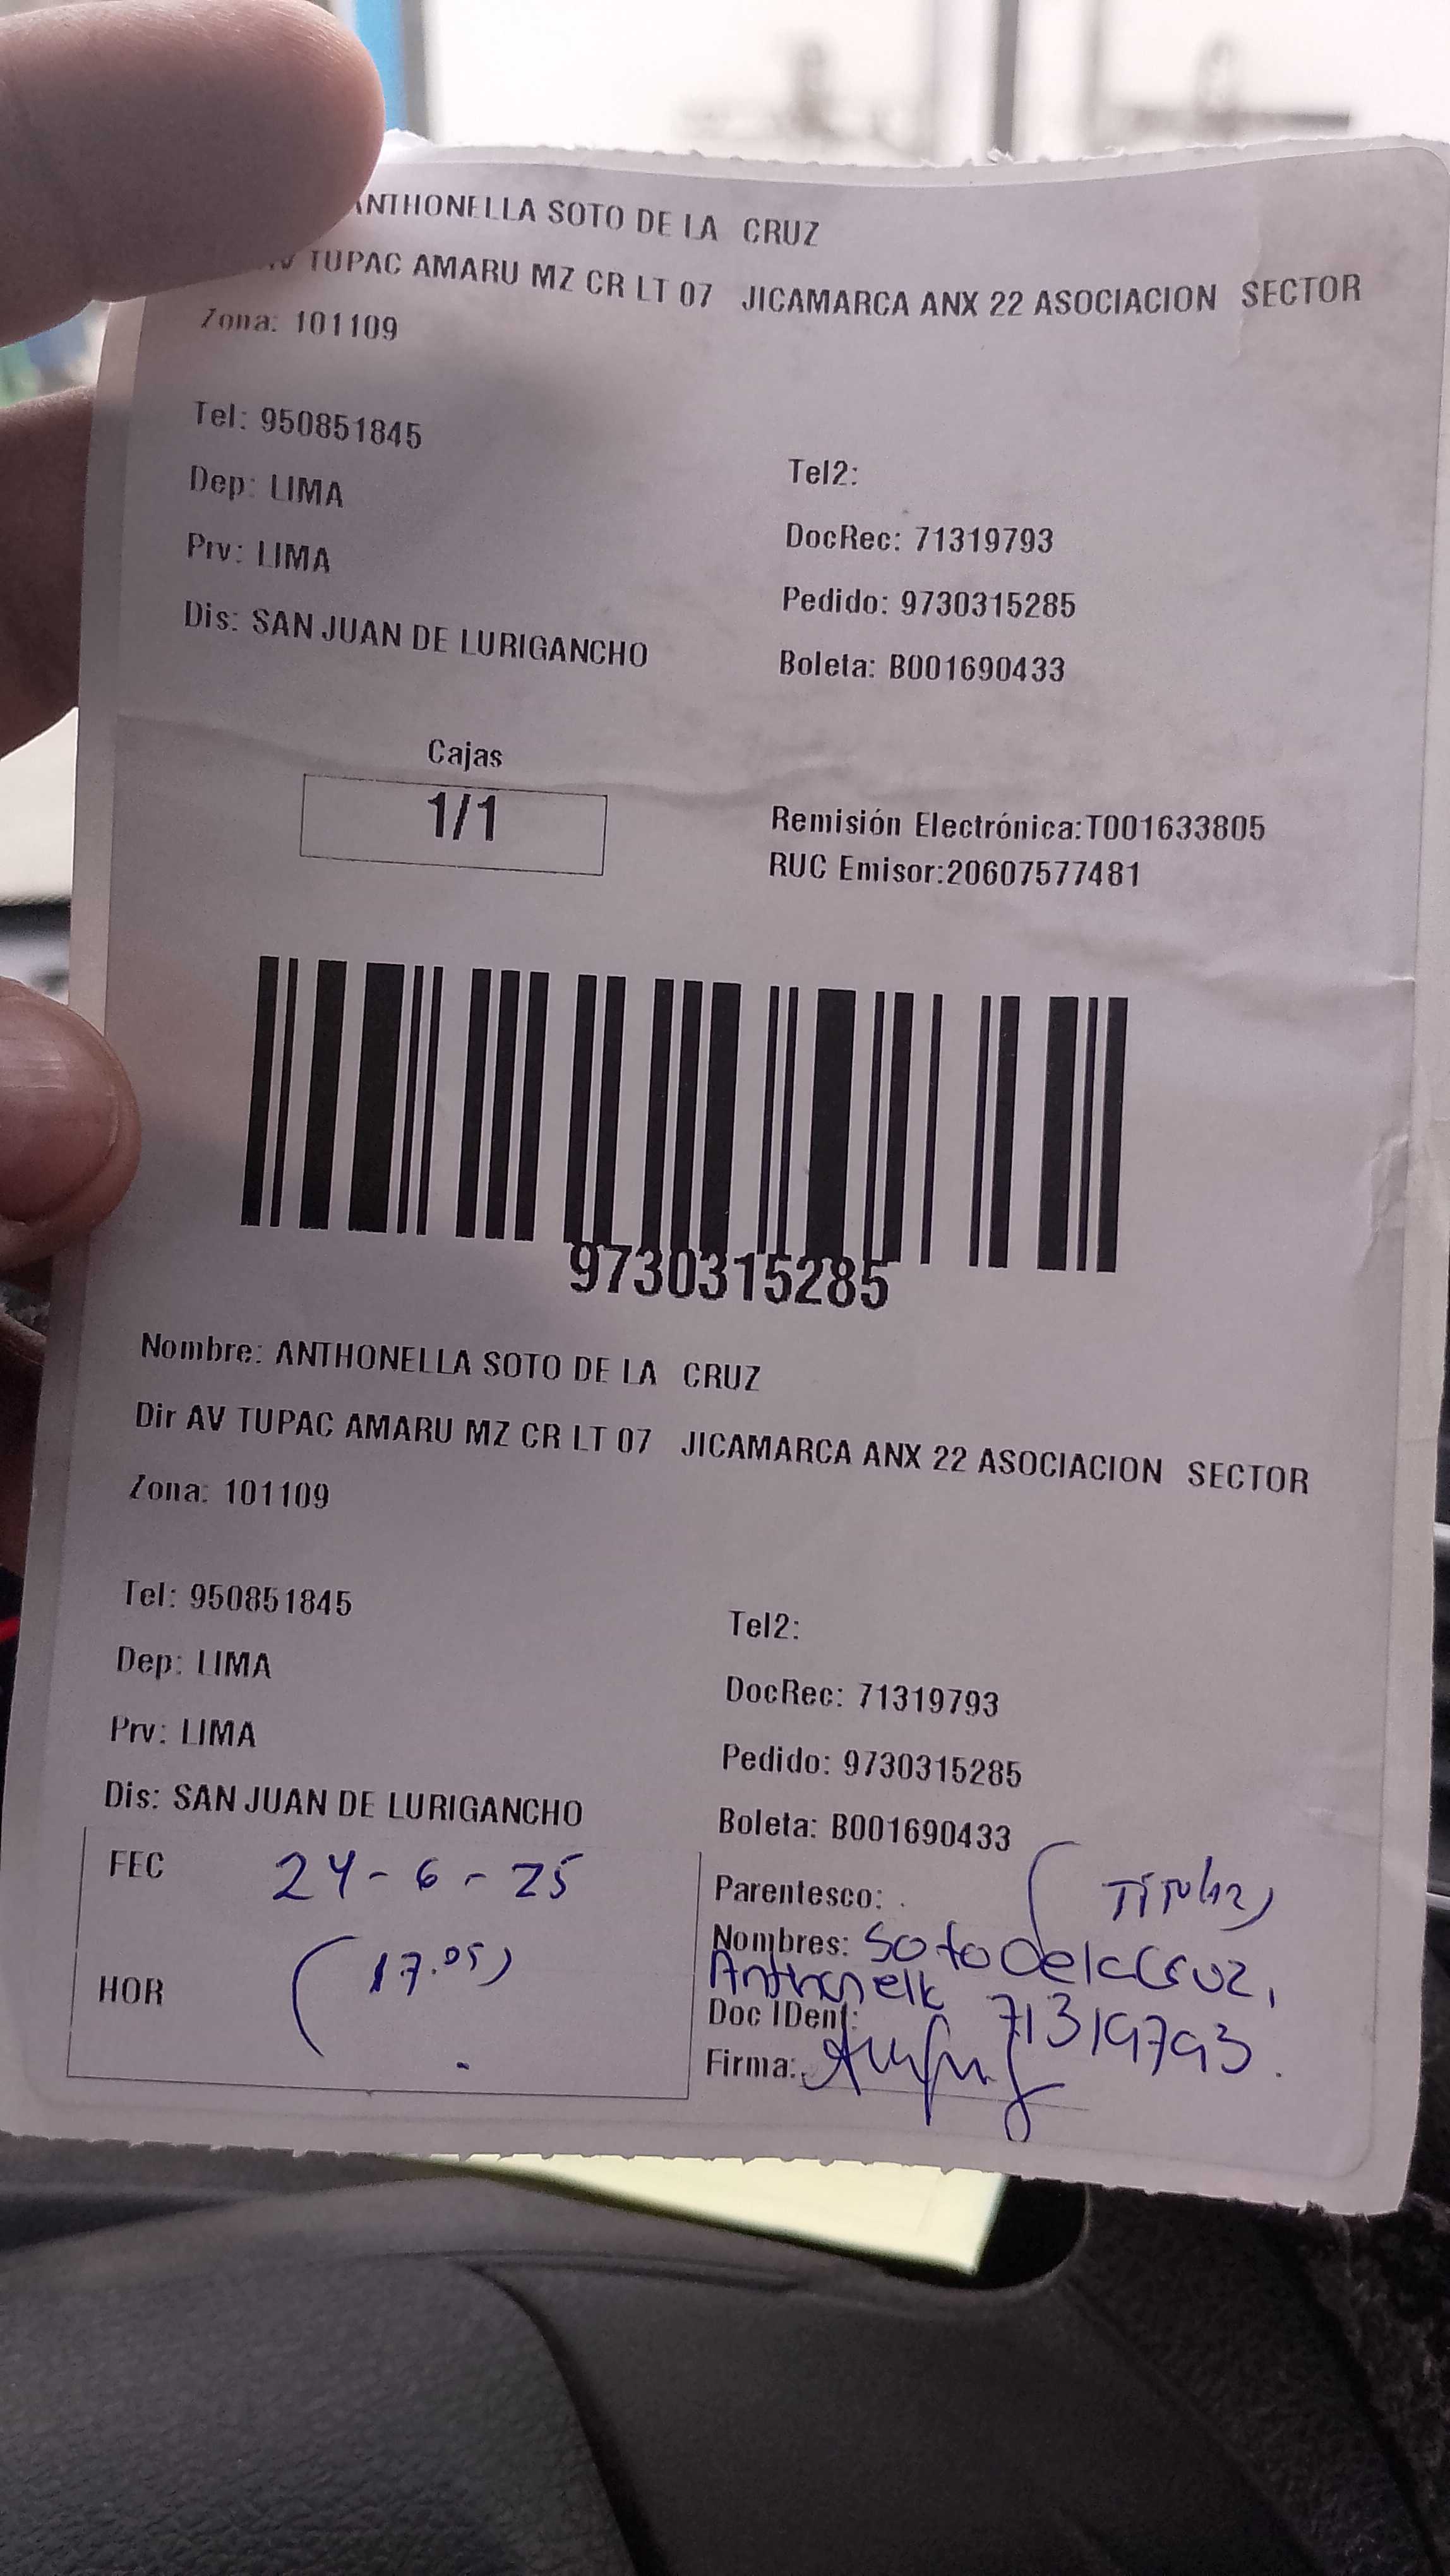 ANTHONELLA SOTO DE LA CRUZ
AV TUPAC AMARU MZ CR LT 07 JICAMARCA ANX 22 ASOCIACION SECTOR
Zona: 101109
Tel: 950851845
Tel2:
Dep: LIMA
DocRec: 71319793
Prv: LIMA
Pedido: 9730315285
Dis: SAN JUAN DE LURIGANCHO
Boleta: B001690433
Cajas
1/1
Remisión Electrónica:T001633805
RUC Emisor:20607577481
9730315285
Nombre: ANTHONELLA SOTO DE LA CRUZ
Dir AV TUPAC AMARU MZ CR LT 07 JICAMARCA ANX 22 ASOCIACION SECTOR
Zona: 101109
Tel: 950851845
Tel2:
Dep: LIMA
DocRec: 71319793
Prv: LIMA
Pedido: 9730315285
Dis: SAN JUAN DE LURIGANCHO
Boleta: B001690433
FEC 24-6-25
HOR (17.05)
Parentesco: (Titular)
Nombres: Soto De la Cruz,
Anthonella
Doc IDent: 71319793.
Firma: